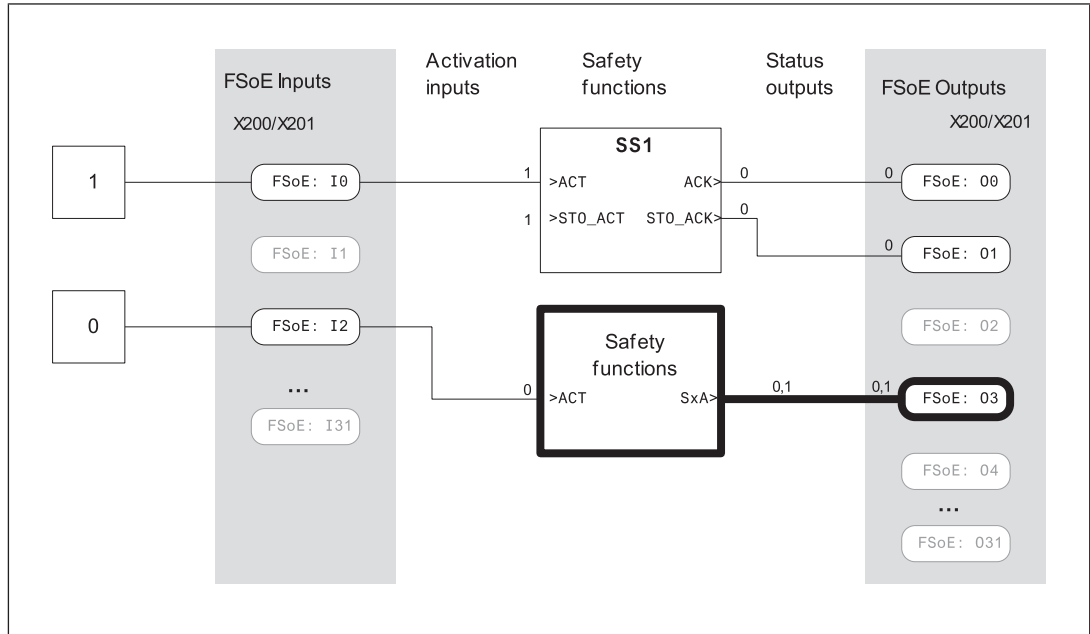 FSoE Inputs
X200/X201
Activation
inputs
Safety
functions
Status
outputs
FSoE Outputs
X200/X201
SS1
1
FSoE: I0
1
>ACT
ACK>
0
0
FSoE: O0
1
>STO_ACT
STO_ACK>
0
FSoE: I1
0
FSoE: O1
0
FSoE: I2
FSoE: O2
Safety
functions
...
0
>ACT
SxA>
0,1
0,1
FSoE: O3
FSoE: I31
FSoE: O4
...
FSoE: O31